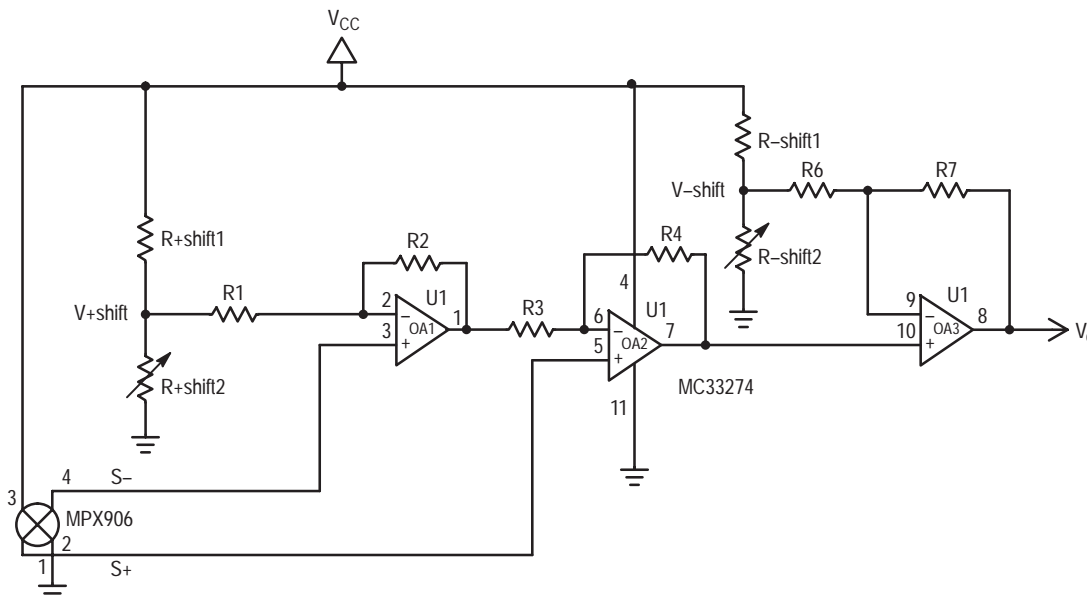 VCC
R−shift1
R6
R7
V−shift
R+shift1
R−shift2
R2
R4
4
R1
U1
U1
U1
V+shift
2
3
OA1
1
R3
6
5
OA2
7
9
10
OA3
8
−
+
−
+
−
+
R+shift2
MC33274
11
4
S−
3
MPX906
2
1
S+